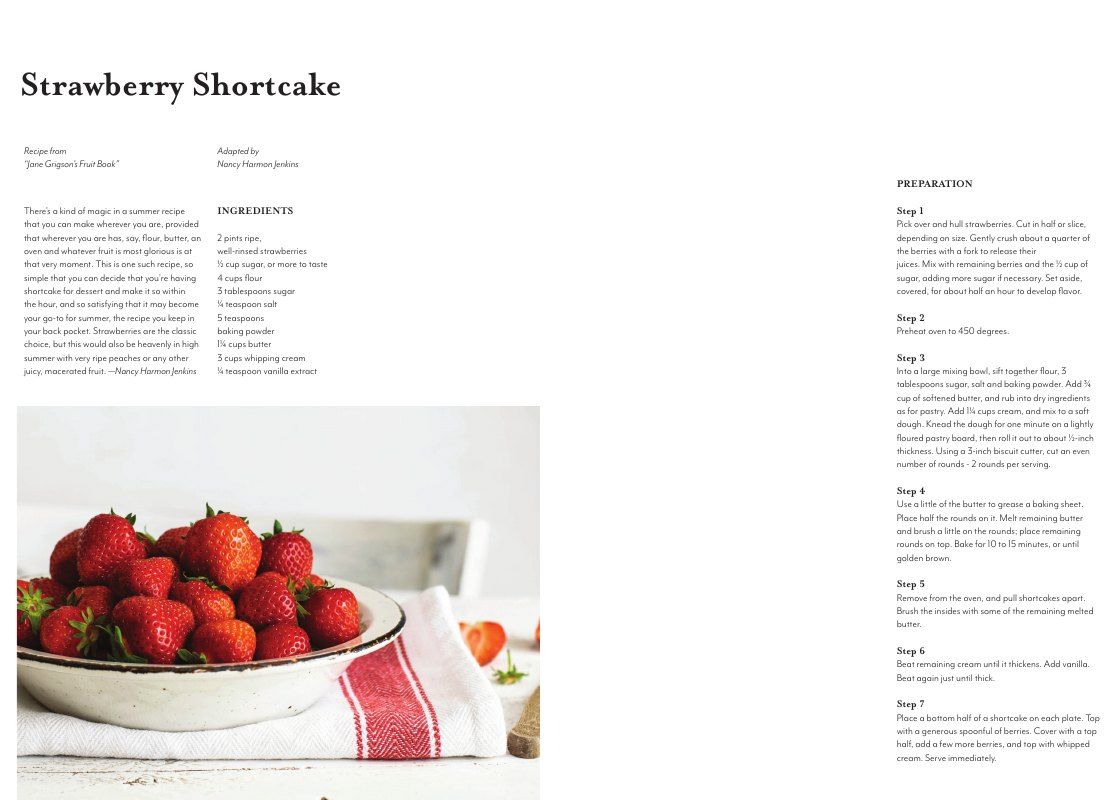 Strawberry Shortcake
Recipe from
"Jane Grigson's Fruit Book"
Adapted by
Nancy Harmon Jenkins
There's a kind of magic in a summer recipe
that you can make wherever you are, provided
that wherever you are has, say, flour, butter, an
oven and whatever fruit is most glorious is at
that very moment. This is one such recipe, so
simple that you can decide that you're having
shortcake for dessert and make it so within
the hour, and so satisfying that it may become
your go-to for summer, the recipe you keep in
your back pocket. Strawberries are the classic
choice, but this would also be heavenly in high
summer with very ripe peaches or any other
juicy, macerated fruit. —Nancy Harmon Jenkins
INGREDIENTS
2 pints ripe,
well-rinsed strawberries
½ cup sugar, or more to taste
4 cups flour
3 tablespoons sugar
¼ teaspoon salt
5 teaspoons
baking powder
1¼ cups butter
3 cups whipping cream
¼ teaspoon vanilla extract
PREPARATION
Step 1
Pick over and hull strawberries. Cut in half or slice,
depending on size. Gently crush about a quarter of
the berries with a fork to release their
juices. Mix with remaining berries and the ½ cup of
sugar, adding more sugar if necessary. Set aside,
covered, for about half an hour to develop flavor.
Step 2
Preheat oven to 450 degrees.
Step 3
Into a large mixing bowl, sift together flour, 3
tablespoons sugar, salt and baking powder. Add ¾
cup of softened butter, and rub into dry ingredients
as for pastry. Add 1¼ cups cream, and mix to a soft
dough. Knead the dough for one minute on a lightly
floured pastry board, then roll it out to about ½-inch
thickness. Using a 3-inch biscuit cutter, cut an even
number of rounds - 2 rounds per serving.
Step 4
Use a little of the butter to grease a baking sheet.
Place half the rounds on it. Melt remaining butter
and brush a little on the rounds; place remaining
rounds on top. Bake for 10 to 15 minutes, or until
golden brown.
Step 5
Remove from the oven, and pull shortcakes apart.
Brush the insides with some of the remaining melted
butter.
Step 6
Beat remaining cream until it thickens. Add vanilla.
Beat again just until thick.
Step 7
Place a bottom half of a shortcake on each plate. Top
with a generous spoonful of berries. Cover with a top
half, add a few more berries, and top with whipped
cream. Serve immediately.